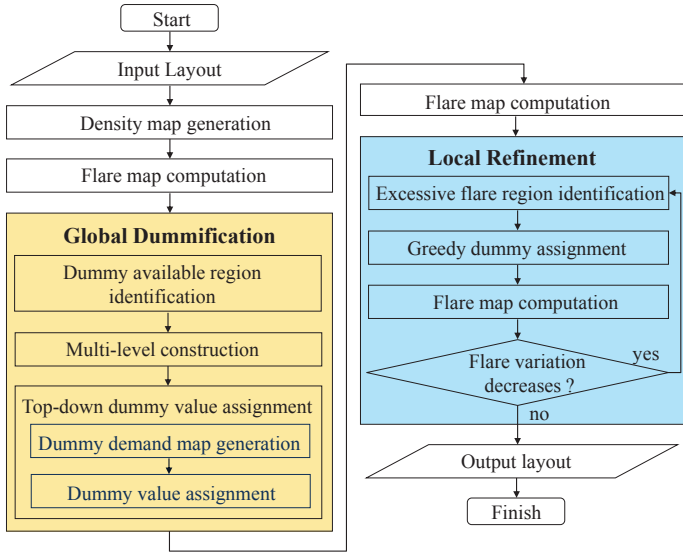 Start
Input Layout
Density map generation
Flare map computation
Global Dummification
Dummy available region
identification
Multi-level construction
Top-down dummy value assignment
Dummy demand map generation
Dummy value assignment
Flare map computation
Local Refinement
Excessive flare region identification
Greedy dummy assignment
Flare map computation
Flare variation
decreases ?
yes
no
Output layout
Finish